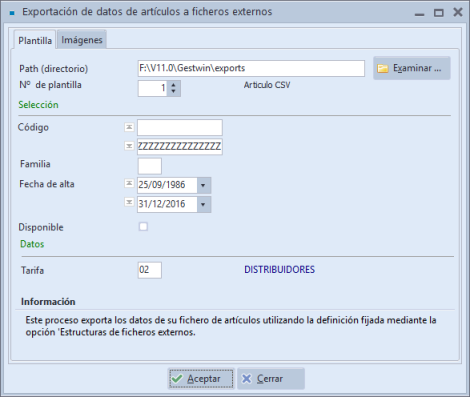 Exportación de datos de artículos a ficheros externos
Plantilla Imágenes
Path (directorio) F:\V11.0\Gestwin\exports Examinar ...
Nº de plantilla 1 Articulo CSV
Selección
Código
ZZZZZZZZZZZZZZZ
Familia
Fecha de alta 25/09/1986
31/12/2016
Disponible
Datos
Tarifa 02 DISTRIBUIDORES
Información
Este proceso exporta los datos de su fichero de artículos utilizando la definición fijada mediante la
opción 'Estructuras de ficheros externos.
Aceptar Cerrar